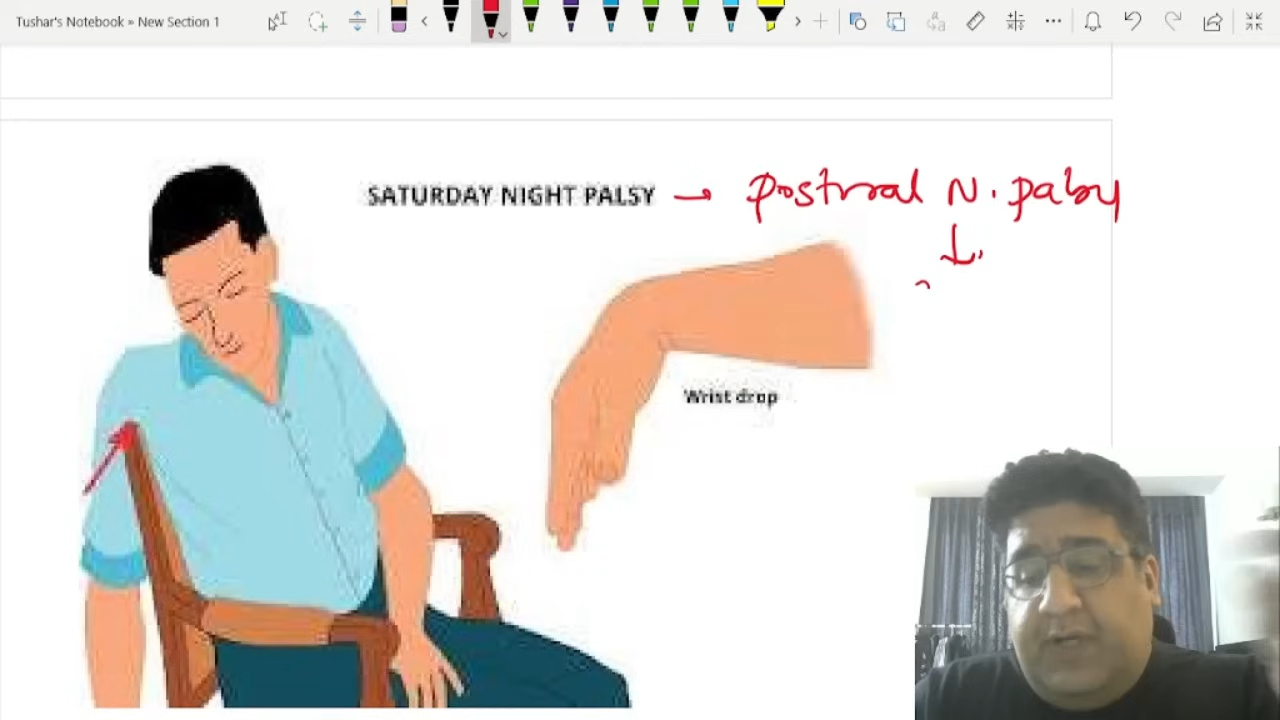 Tushar's Notebook » New Section 1
SATURDAY NIGHT PALSY → postural N. palsy
↓
Wrist drop